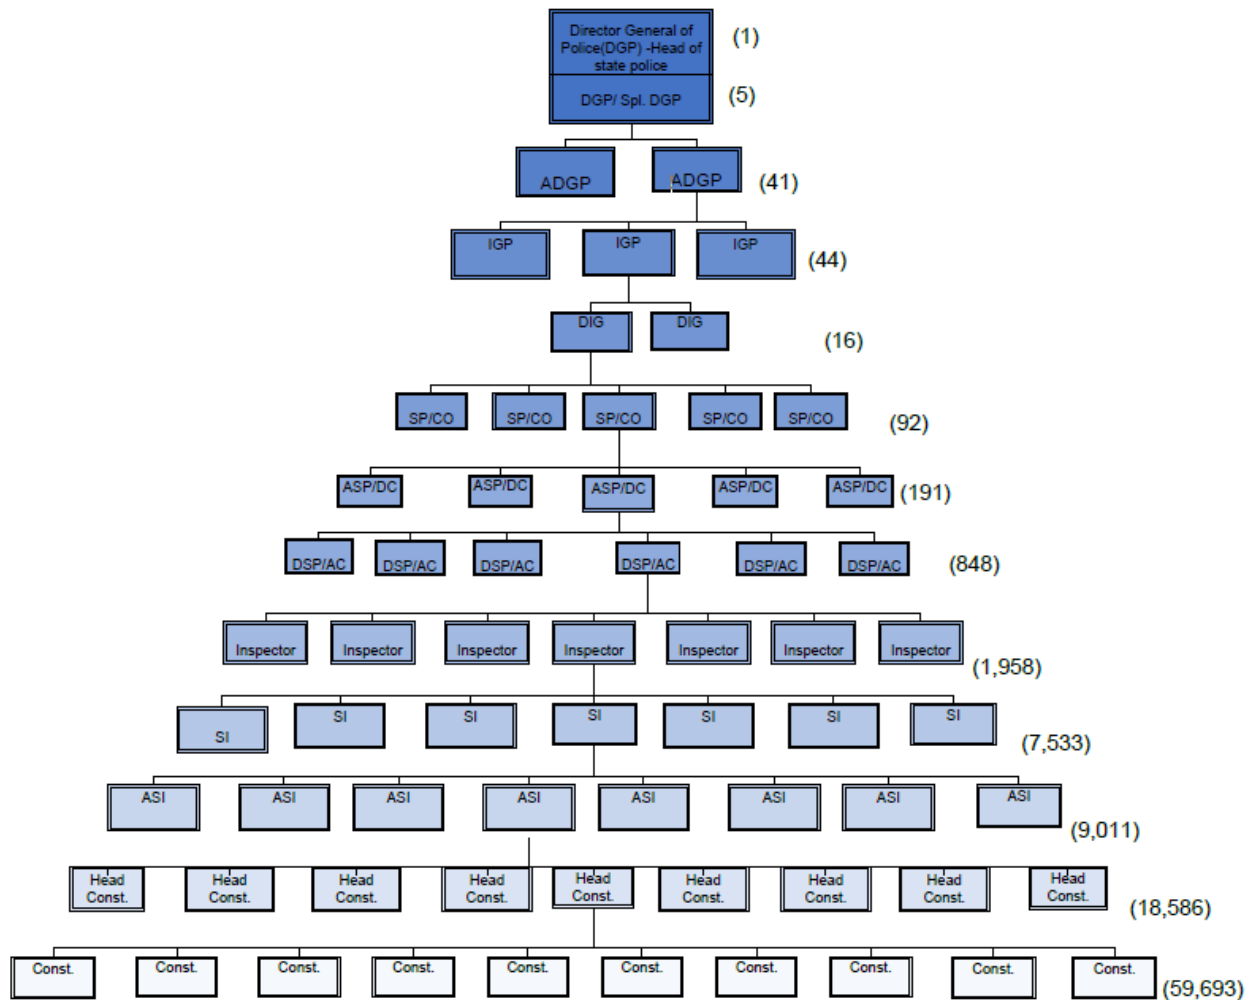 Director General of
Police(DGP) -Head of
state police
(1)
DGP/ Spl. DGP
(5)
ADGP
ADGP
(41)
IGP
IGP
IGP
(44)
DIG
DIG
(16)
SP/CO
SP/CO
SP/CO
SP/CO
SP/CO
(92)
ASP/DC
ASP/DC
ASP/DC
ASP/DC
ASP/DC
(191)
DSP/AC
DSP/AC
DSP/AC
DSP/AC
DSP/AC
DSP/AC
(848)
Inspector
Inspector
Inspector
Inspector
Inspector
Inspector
Inspector
(1,958)
SI
SI
SI
SI
SI
SI
SI
(7,533)
ASI
ASI
ASI
ASI
ASI
ASI
ASI
ASI
(9,011)
Head
Const.
Head
Const.
Head
Const.
Head
Const.
Head
Const.
Head
Const.
Head
Const.
Head
Const.
Head
Const.
(18,586)
Const.
Const.
Const.
Const.
Const.
Const.
Const.
Const.
Const.
Const.
(59,693)